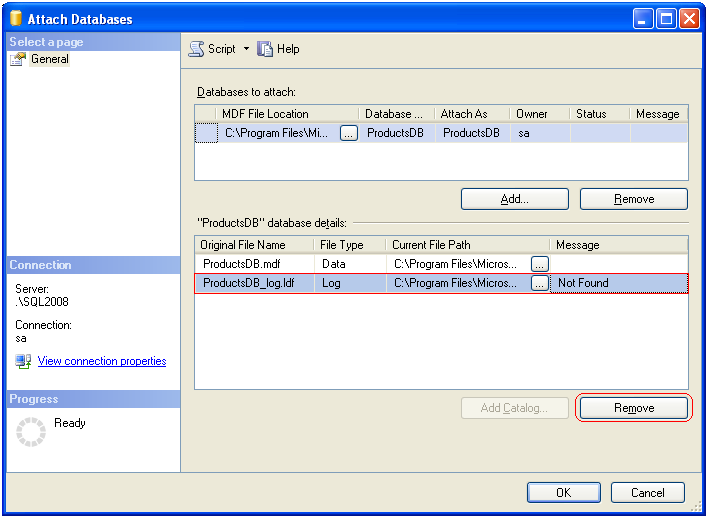 Attach Databases
Select a page
General
Script Help
Databases to attach:
MDF File Location Database ... Attach As Owner Status Message
C:\Program Files\Mi... ... ProductsDB ProductsDB sa
Add... Remove
"ProductsDB" database details:
Original File Name File Type Current File Path Message
ProductsDB.mdf Data C:\Program Files\Micros... ...
ProductsDB_log.ldf Log C:\Program Files\Micros... ... Not Found
Add Catalog... Remove
Connection
Server:
.\SQL2008
Connection:
sa
View connection properties
Progress
Ready
OK Cancel